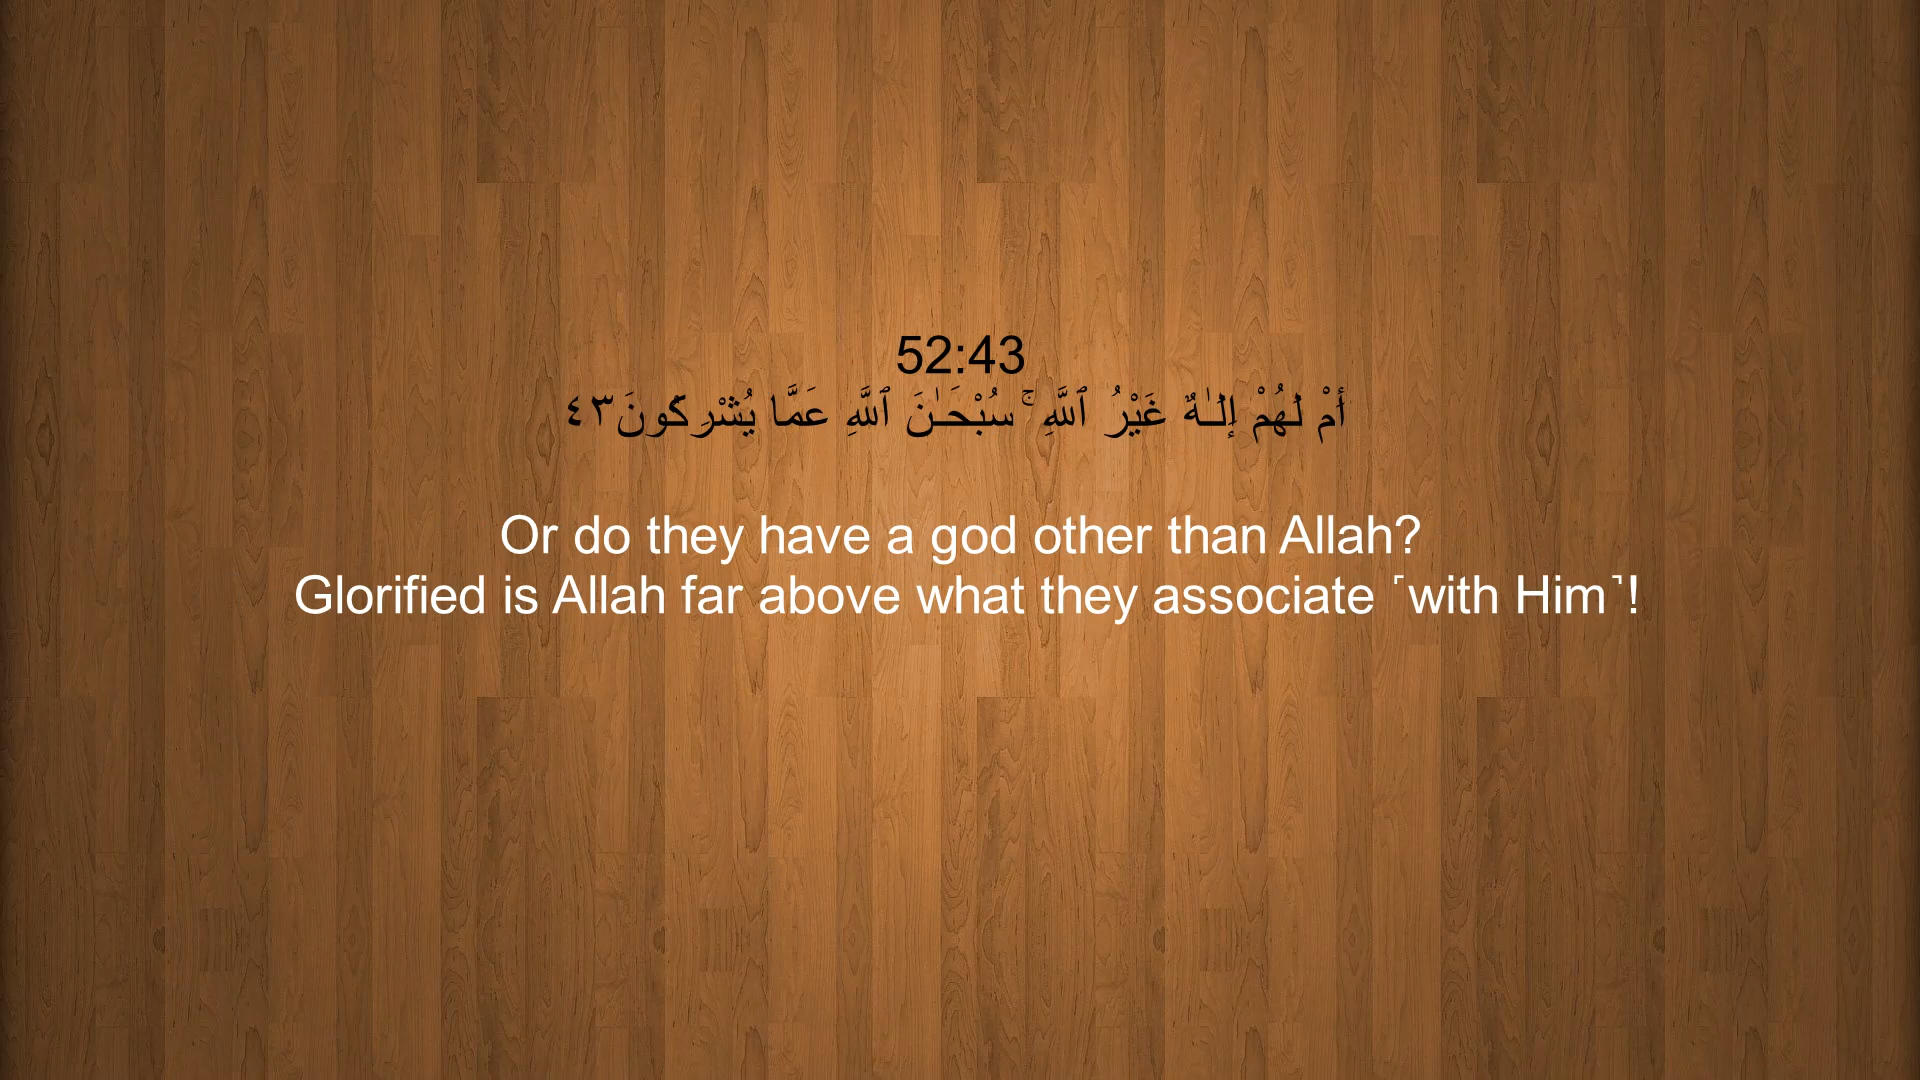 52:43
أَمْ لَهُمْ إِلَـٰهٌ غَيْرُ ٱللَّهِ ۚ سُبْحَـٰنَ ٱللَّهِ عَمَّا يُشْرِكُونَ ٤٣
Or do they have a god other than Allah?
Glorified is Allah far above what they associate ˹with Him˺!